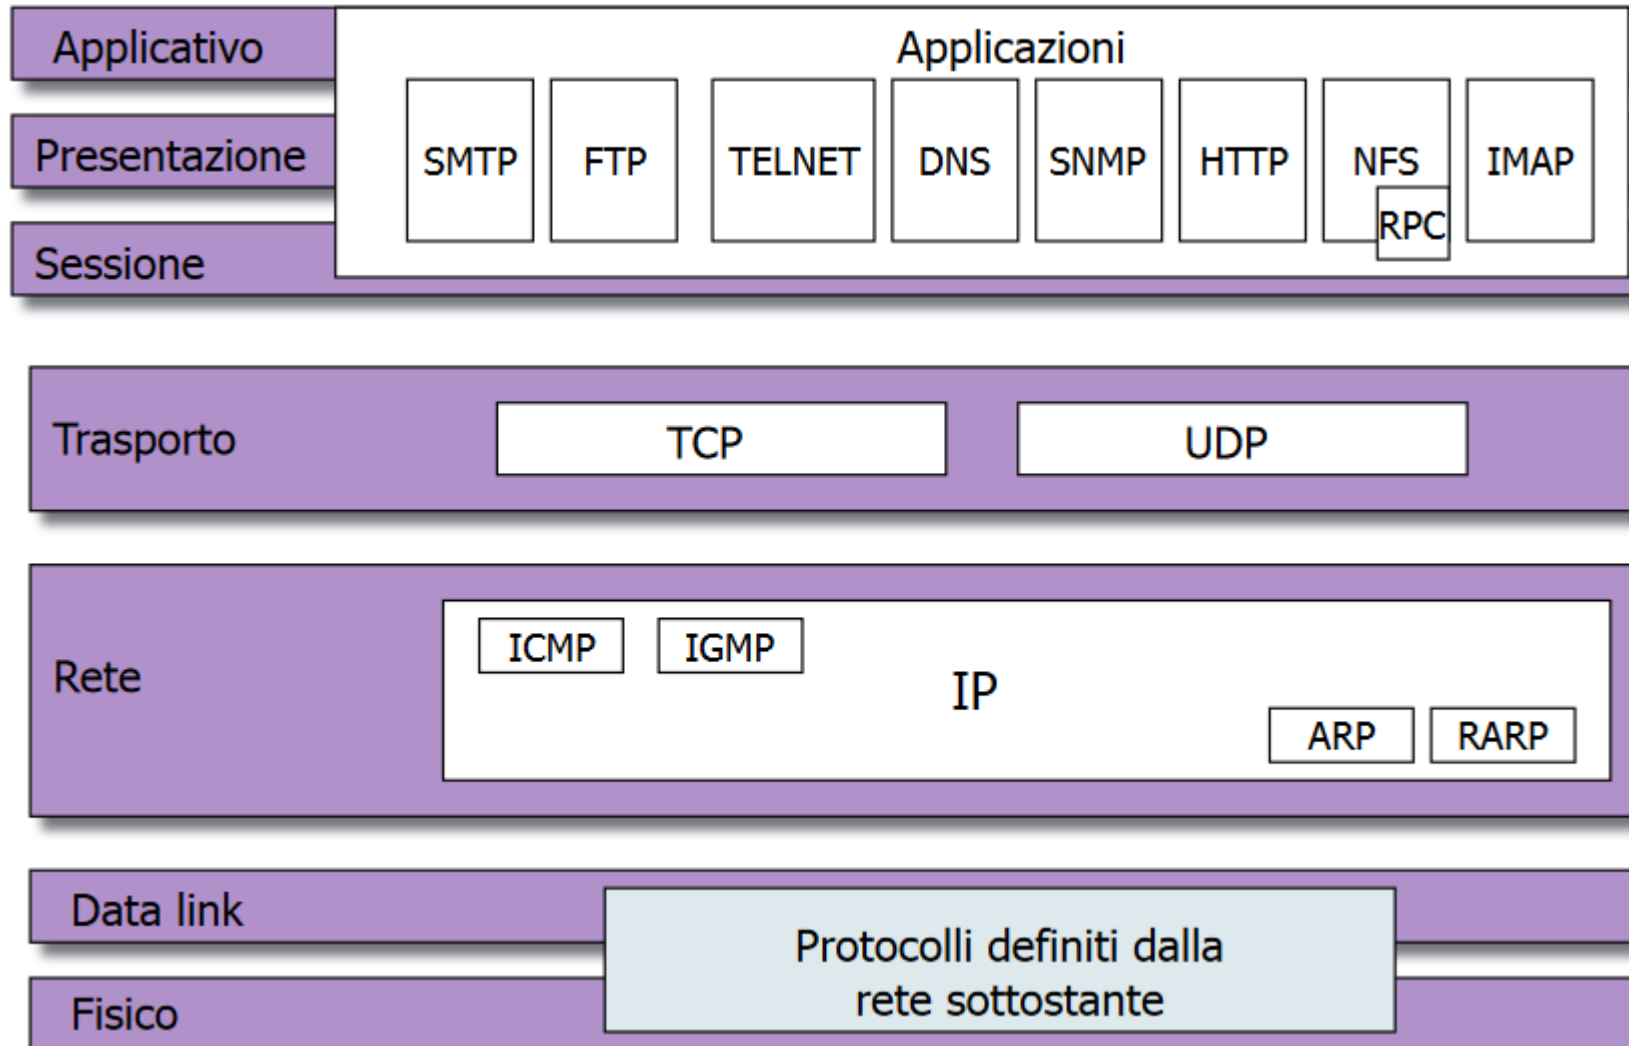 Applicativo
Applicazioni
Presentazione
SMTP FTP TELNET DNS SNMP HTTP NFS IMAP
RPC
Sessione
Trasporto
TCP UDP
ICMP IGMP
Rete
IP
ARP RARP
Data link
Protocolli definiti dalla
rete sottostante
Fisico